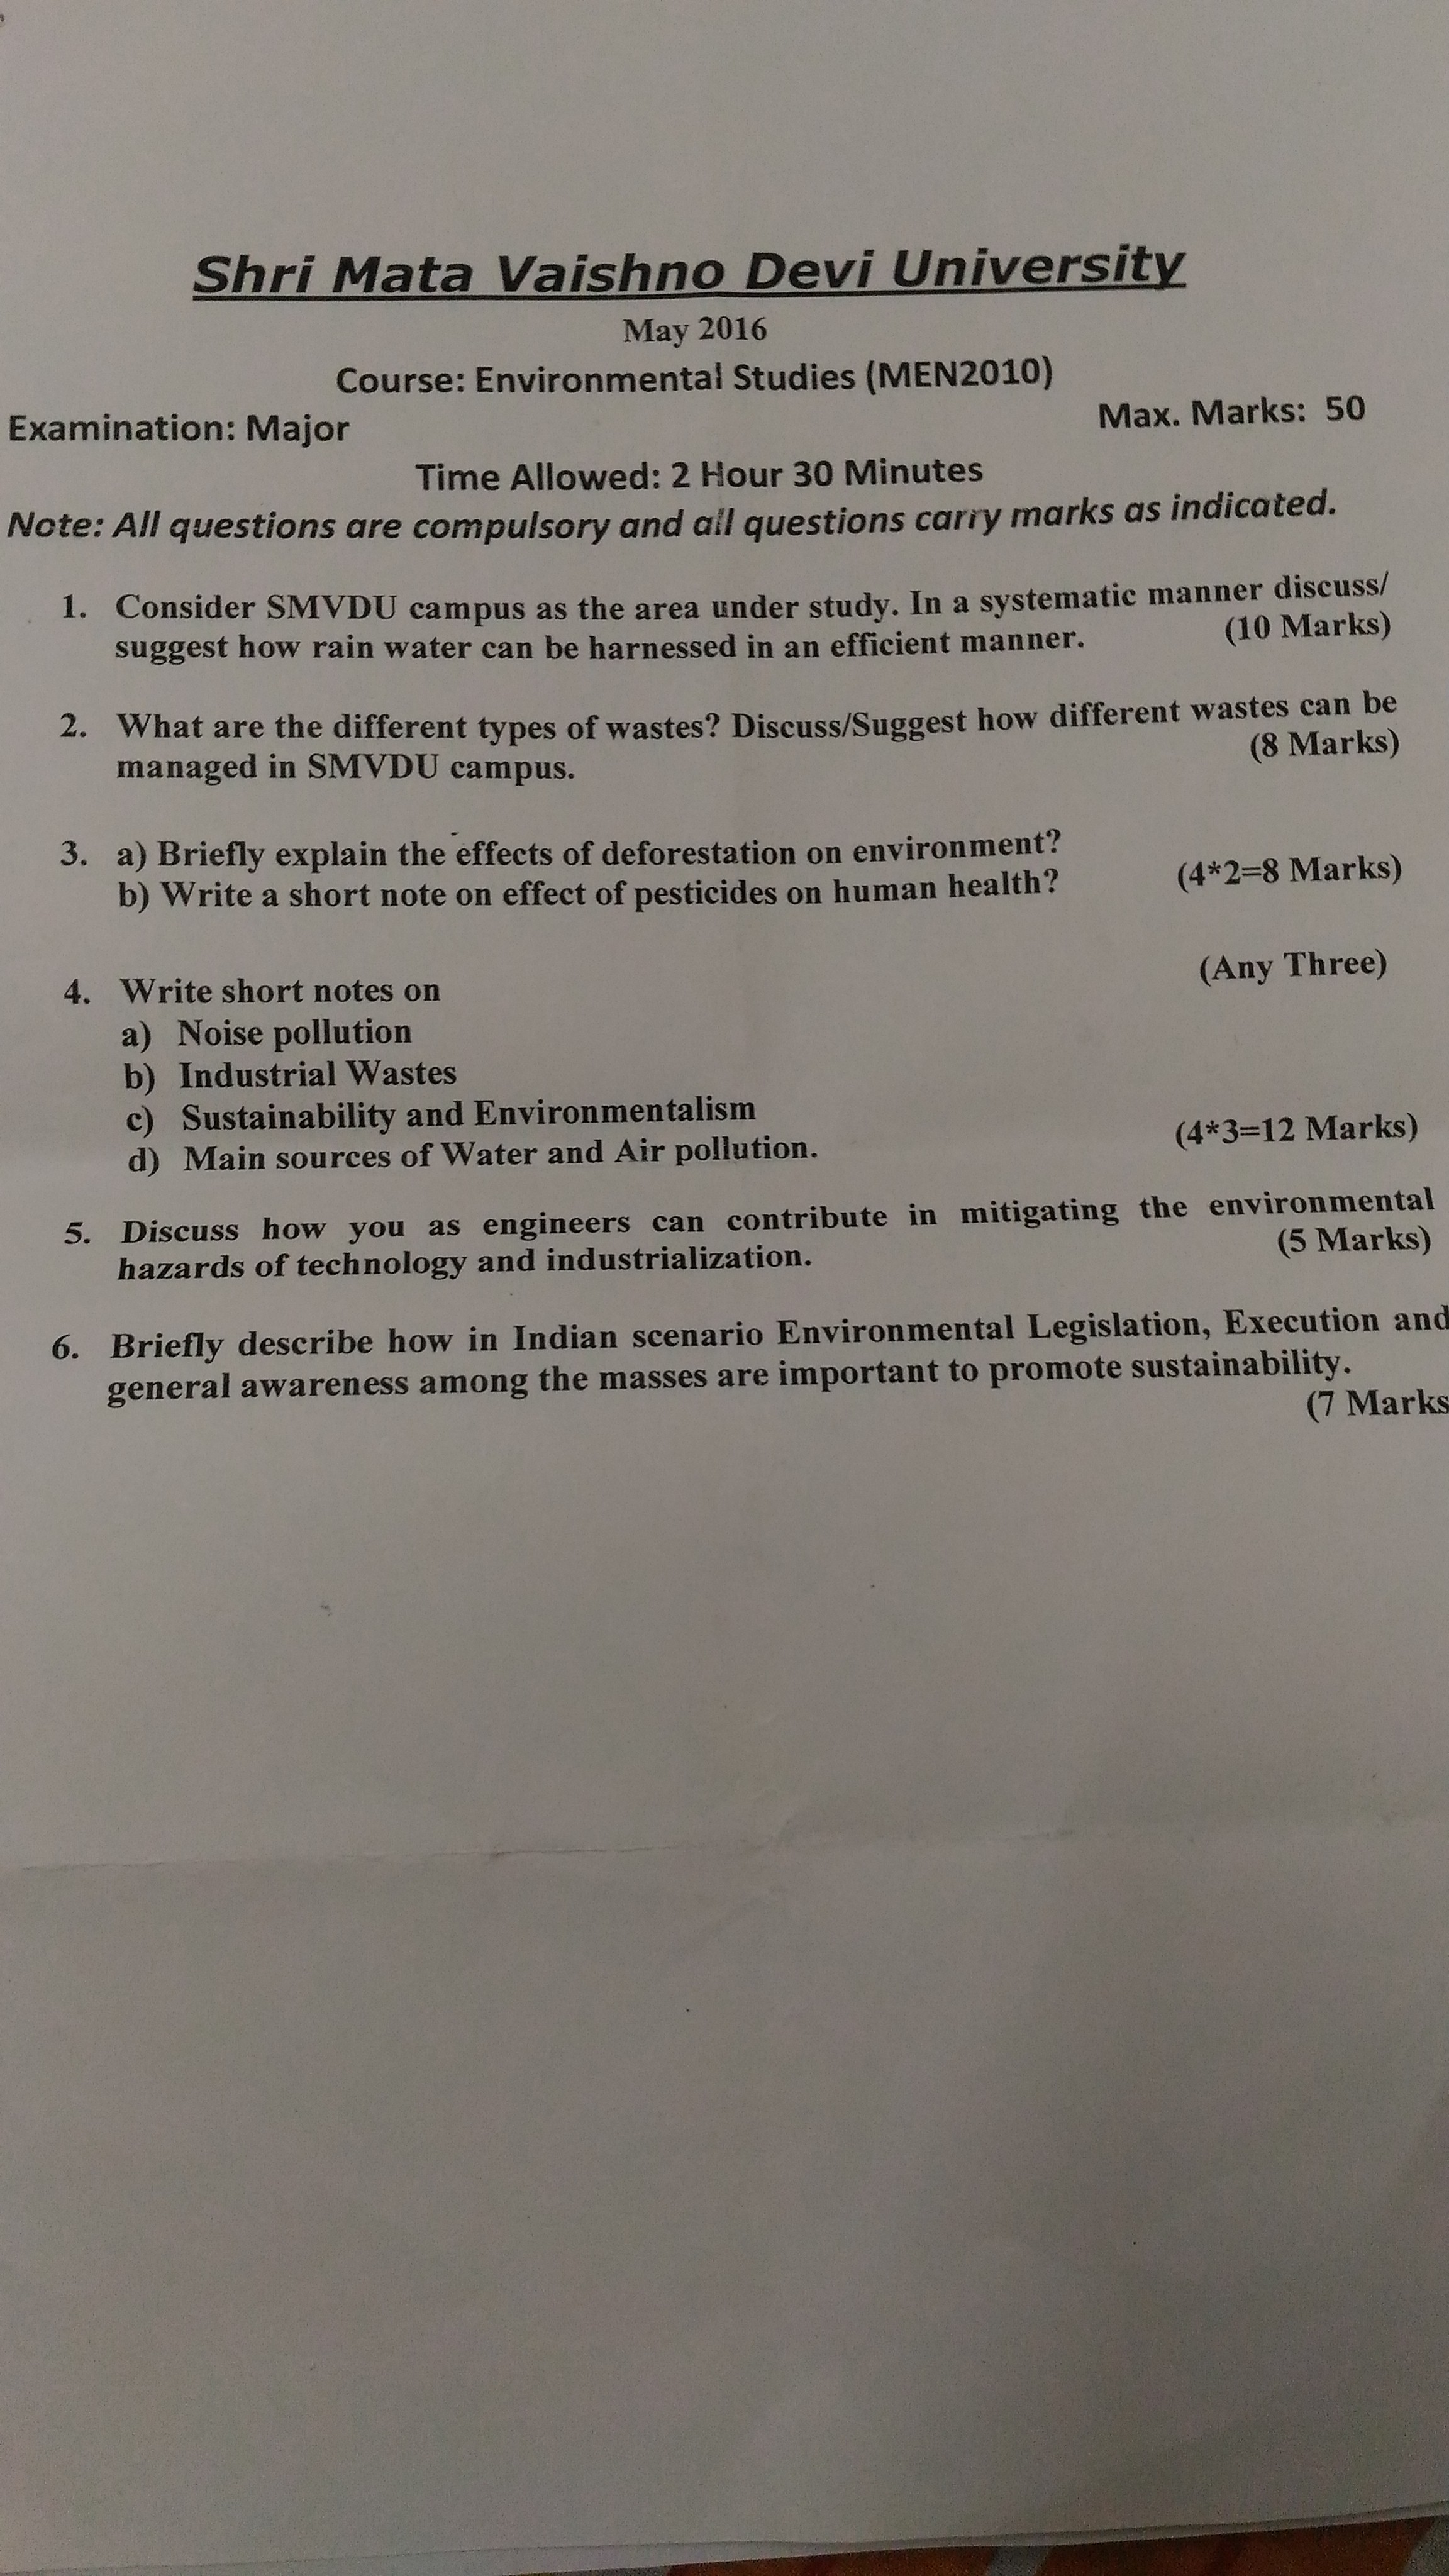 Shri Mata Vaishno Devi University
May 2016
Course: Environmental Studies (MEN2010)
Examination: Major Max. Marks: 50
Time Allowed: 2 Hour 30 Minutes
Note: All questions are compulsory and all questions carry marks as indicated.
1. Consider SMVDU campus as the area under study. In a systematic manner discuss/
suggest how rain water can be harnessed in an efficient manner. (10 Marks)
2. What are the different types of wastes? Discuss/Suggest how different wastes can be
managed in SMVDU campus. (8 Marks)
3. a) Briefly explain the effects of deforestation on environment?
b) Write a short note on effect of pesticides on human health? (4*2=8 Marks)
4. Write short notes on (Any Three)
a) Noise pollution
b) Industrial Wastes
c) Sustainability and Environmentalism
d) Main sources of Water and Air pollution. (4*3=12 Marks)
5. Discuss how you as engineers can contribute in mitigating the environmental
hazards of technology and industrialization. (5 Marks)
6. Briefly describe how in Indian scenario Environmental Legislation, Execution and
general awareness among the masses are important to promote sustainability.
(7 Marks